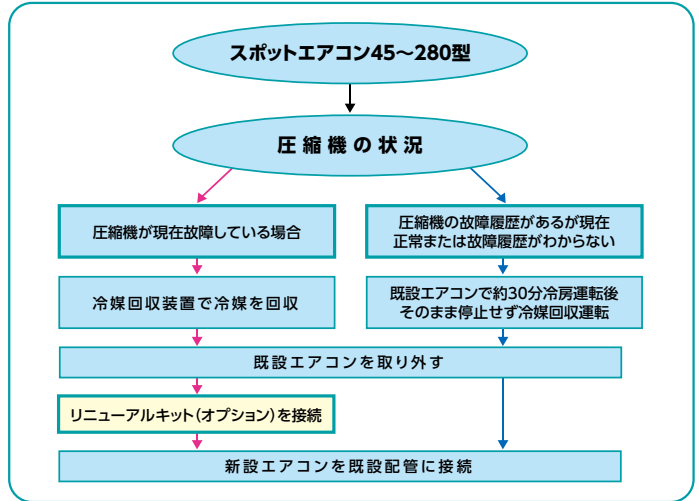 スポットエアコン45〜280型
圧縮機の状況
圧縮機が現在故障している場合
圧縮機の故障履歴があるが現在
正常または故障履歴がわからない
冷媒回収装置で冷媒を回収
既設エアコンで約30分冷房運転後
そのまま停止せず冷媒回収運転
既設エアコンを取り外す
リニューアルキット(オプション)を接続
新設エアコンを既設配管に接続